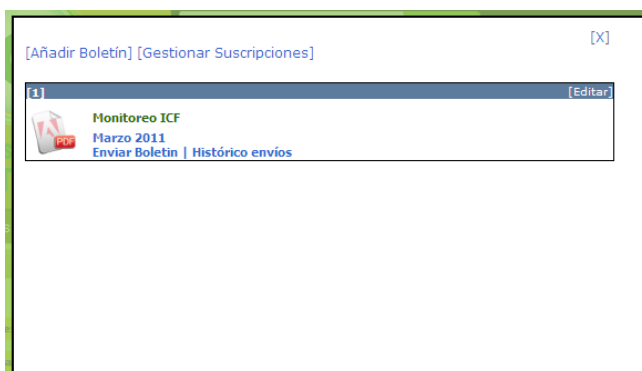 [X]
[Añadir Boletín] [Gestionar Suscripciones]
[1] [Editar]
Monitoreo ICF
PDF
Marzo 2011
Enviar Boletin | Histórico envíos